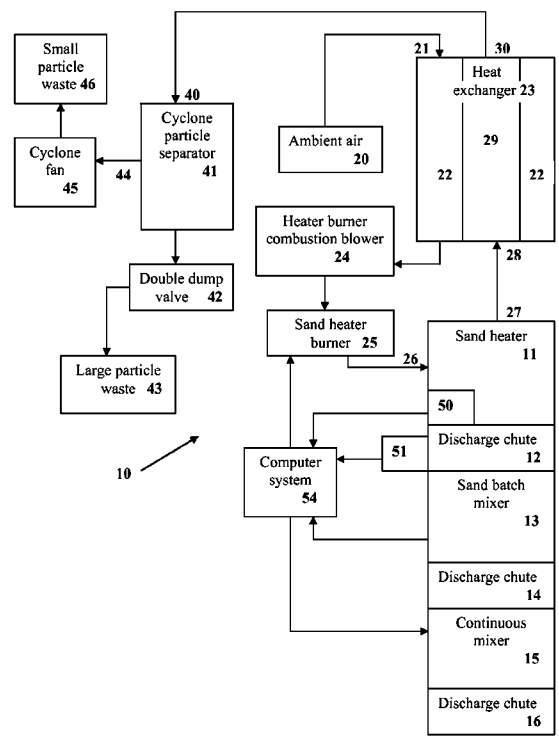 Small
particle
waste 46
Cyclone
fan
45
44
40
Cyclone
particle
separator
41
Double dump
valve 42
Large particle
waste 43
10
Ambient air
20
21
30
Heat
exchanger 23
29
22
22
28
Heater burner
combustion blower
24
Sand heater
burner 25
26
27
Sand heater
11
50
51
Discharge chute
12
Computer
system
54
Sand batch
mixer
13
Discharge chute
14
Continuous
mixer
15
Discharge chute
16